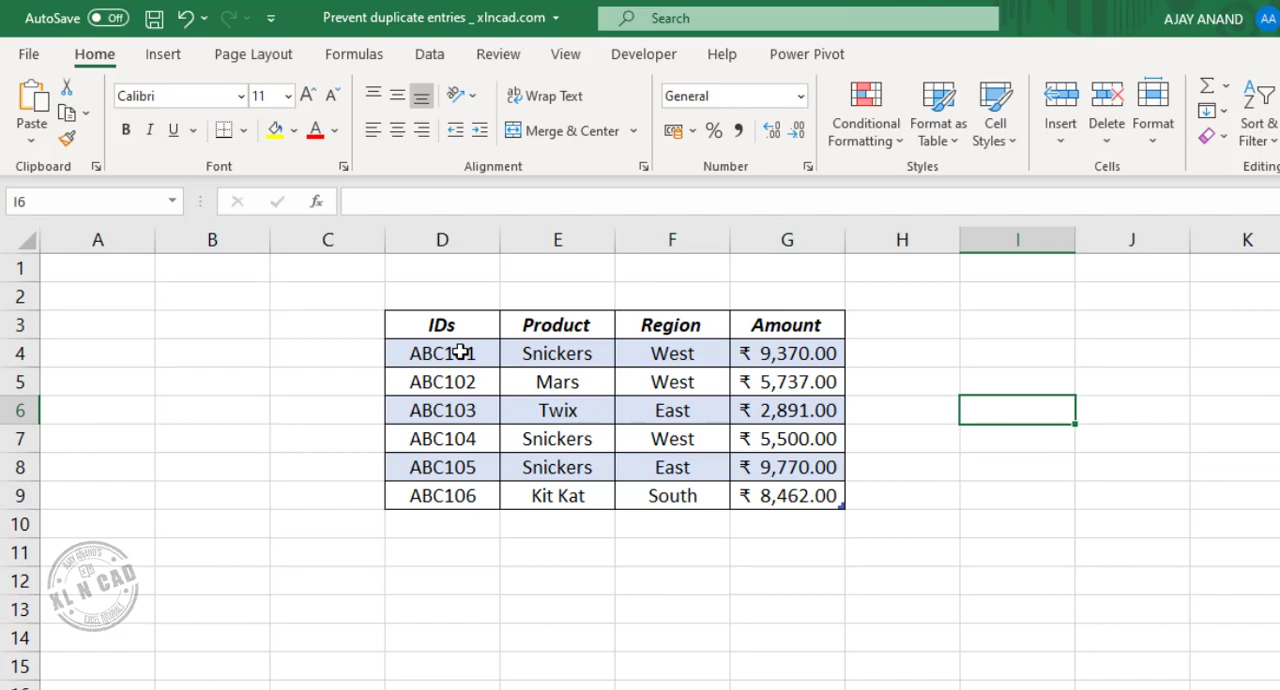 AutoSave Off Prevent duplicate entries _ xlncad.com Search AJAY ANAND AA
File Home Insert Page Layout Formulas Data Review View Developer Help Power Pivot
Paste Calibri 11 Wrap Text General Conditional Formatting Format as Table Cell Styles Insert Delete Format Sort & Filter
Merge & Center
Clipboard Font Alignment Number Styles Cells Editing
I6 fx
A B C D E F G H I J K
1
2
3 IDs Product Region Amount
4 Snickers West ₹ 9,370.00
5 ABC102 Mars West ₹ 5,737.00
6 ABC103 Twix East ₹ 2,891.00
7 ABC104 Snickers West ₹ 5,500.00
8 ABC105 Snickers East ₹ 9,770.00
9 ABC106 Kit Kat South ₹ 8,462.00
10
11
12
13
14
15
AJAY ANAND'S
XL N CAD